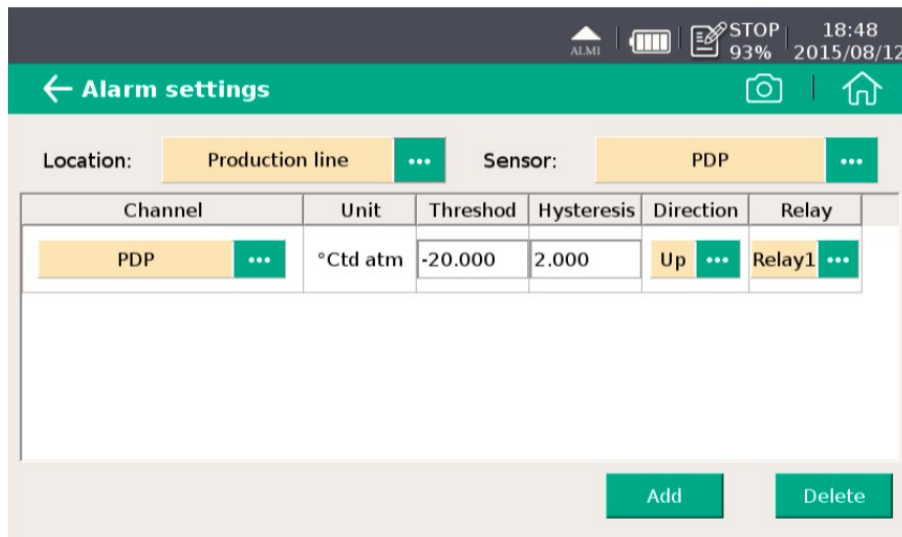 ALMI STOP 18:48
93% 2015/08/12
Alarm settings
Location: Production line ••• Sensor: PDP •••
Channel Unit Threshod Hysteresis Direction Relay
PDP ••• °Ctd atm -20.000 2.000 Up ••• Relay1 •••
Add Delete